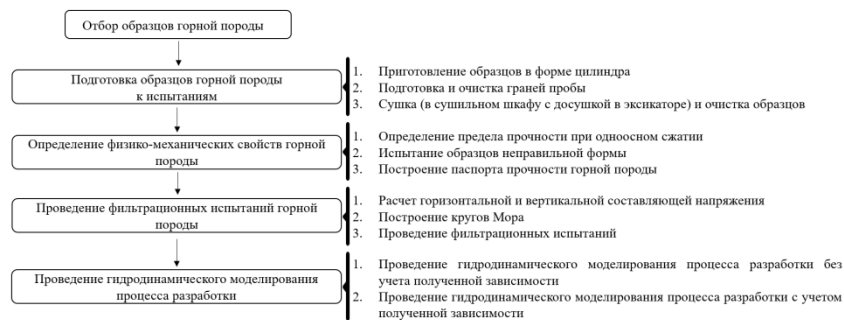 Отбор образцов горной породы
Подготовка образцов горной породы
к испытаниям
1. Приготовление образцов в форме цилиндра
2. Подготовка и очистка граней пробы
3. Сушка (в сушильном шкафу с досушкой в эксикаторе) и очистка образцов
Определение физико-механических свойств горной
породы
1. Определение предела прочности при одноосном сжатии
2. Испытание образцов неправильной формы
3. Построение паспорта прочности горной породы
Проведение фильтрационных испытаний горной
породы
1. Расчет горизонтальной и вертикальной составляющей напряжения
2. Построение кругов Мора
3. Проведение фильтрационных испытаний
Проведение гидродинамического моделирования
процесса разработки
1. Проведение гидродинамического моделирования процесса разработки без
учета полученной зависимости
2. Проведение гидродинамического моделирования процесса разработки с учетом
полученной зависимости